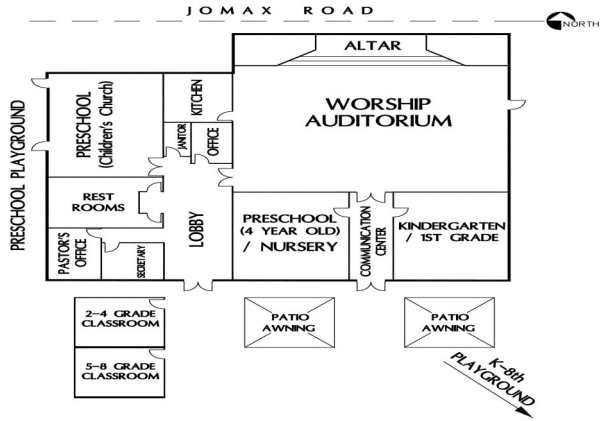 JOMAX ROAD
NORTH
ALTAR
WORSHIP
AUDITORIUM
KITCHEN
JANITOR
OFFICE
PRESCHOOL
(Children's Church)
PRESCHOOL PLAYGROUND
REST
ROOMS
LOBBY
PASTOR'S
OFFICE
SECRETARY
PRESCHOOL
(4 YEAR OLD)
/ NURSERY
COMMUNICATION
CENTER
KINDERGARTEN
/ 1ST GRADE
2-4 GRADE
CLASSROOM
5-8 GRADE
CLASSROOM
PATIO
AWNING
PATIO
AWNING
K-8th
PLAYGROUND